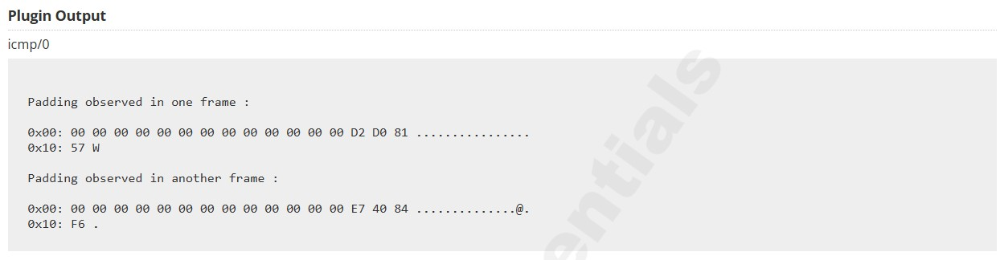 Plugin Output
icmp/0
Padding observed in one frame :
0x00: 00 00 00 00 00 00 00 00 00 00 00 00 00 D2 D0 81 ................
0x10: 57 W
Padding observed in another frame :
0x00: 00 00 00 00 00 00 00 00 00 00 00 00 00 E7 40 84 ..............@.
0x10: F6 .
entials